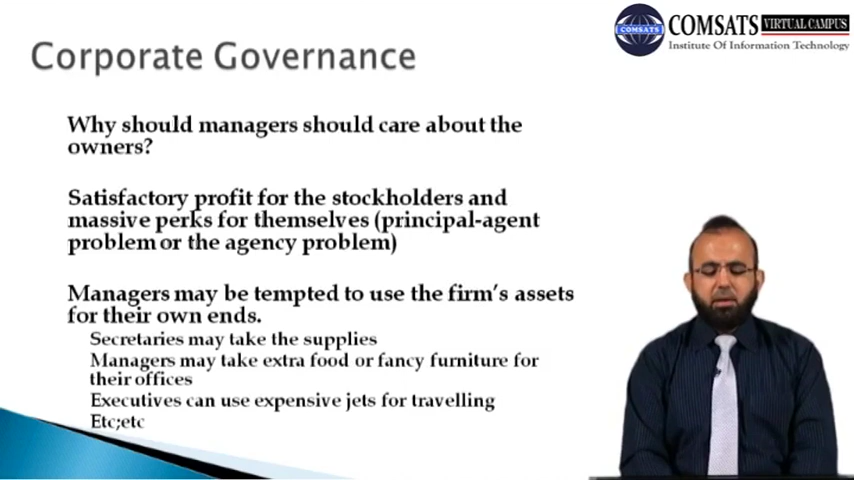 COMSATS VIRTUAL CAMPUS
COMSATS
Institute Of Information Technology
Corporate Governance
Why should managers should care about the
owners?
Satisfactory profit for the stockholders and
massive perks for themselves (principal-agent
problem or the agency problem)
Managers may be tempted to use the firm's assets
for their own ends.
Secretaries may take the supplies
Managers may take extra food or fancy furniture for
their offices
Executives can use expensive jets for travelling
Etc;etc